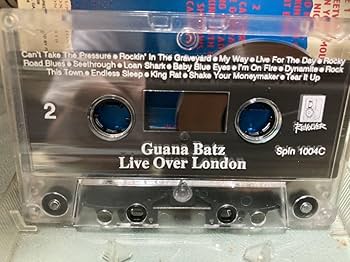 Can't Take The Pressure • Rockin' In The Graveyard • My Way • Live For The Day • Rocky
Road Blues • Seethrough • Loan Shark • Baby Blue Eyes • I'm On Fire • Dynamite • Rock
This Town • Endless Sleep • King Rat • Shake Your Moneymaker • Tear It Up
2
REVOLVER
Guana Batz
Live Over London
Spin 1004C